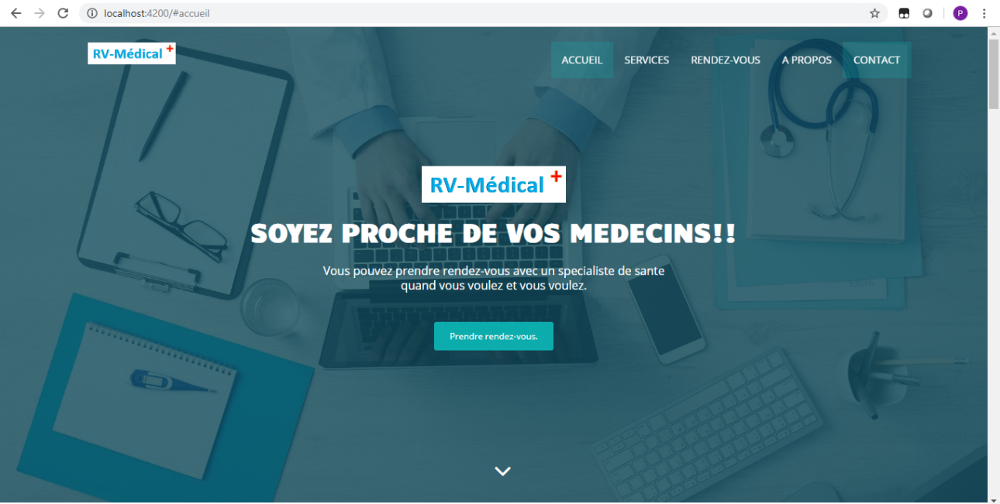 localhost:4200/#accueil
P
RV-Médical +
ACCUEIL
SERVICES
RENDEZ-VOUS
A PROPOS
CONTACT
RV-Médical +
SOYEZ PROCHE DE VOS MEDECINS!!
Vous pouvez prendre rendez-vous avec un specialiste de sante
quand vous voulez et vous voulez.
Prendre rendez-vous.